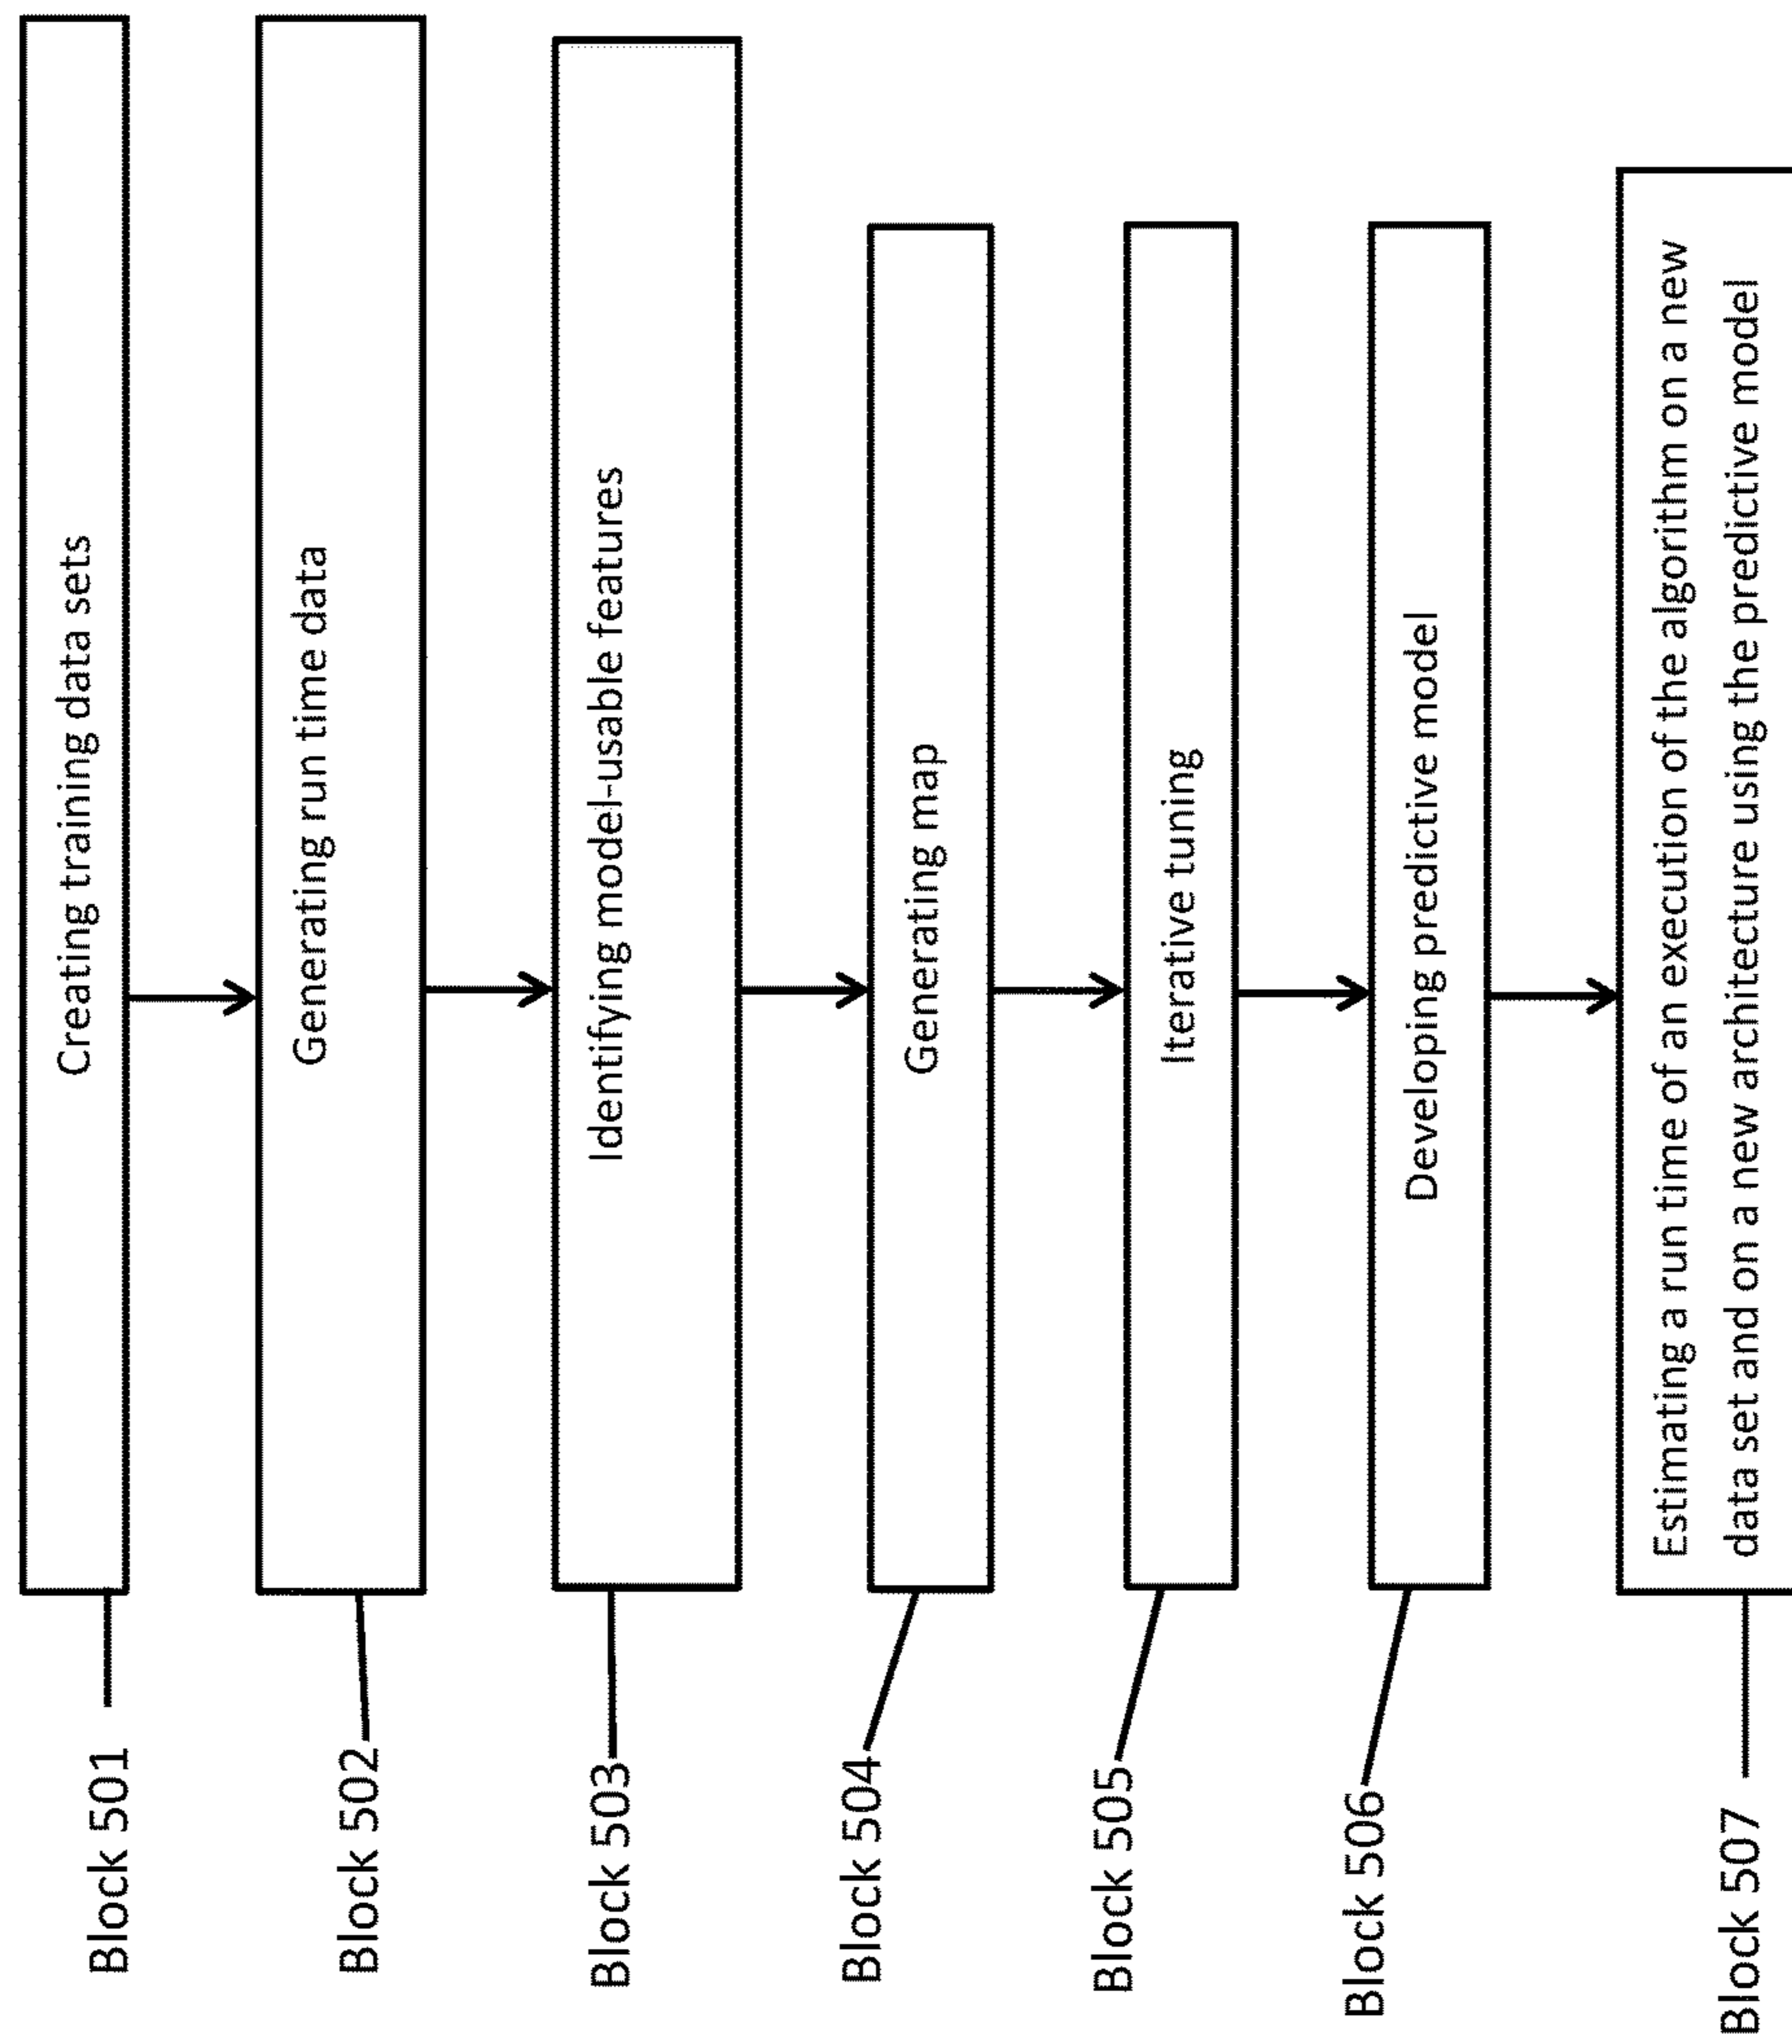 Block 501
Creating training data sets
Block 502
Generating run time data
Block 503
Identifying model-usable features
Block 504
Generating map
Block 505
Iterative tuning
Block 506
Developing predictive model
Block 507
Estimating a run time of an execution of the algorithm on a new
data set and on a new architecture using the predictive model